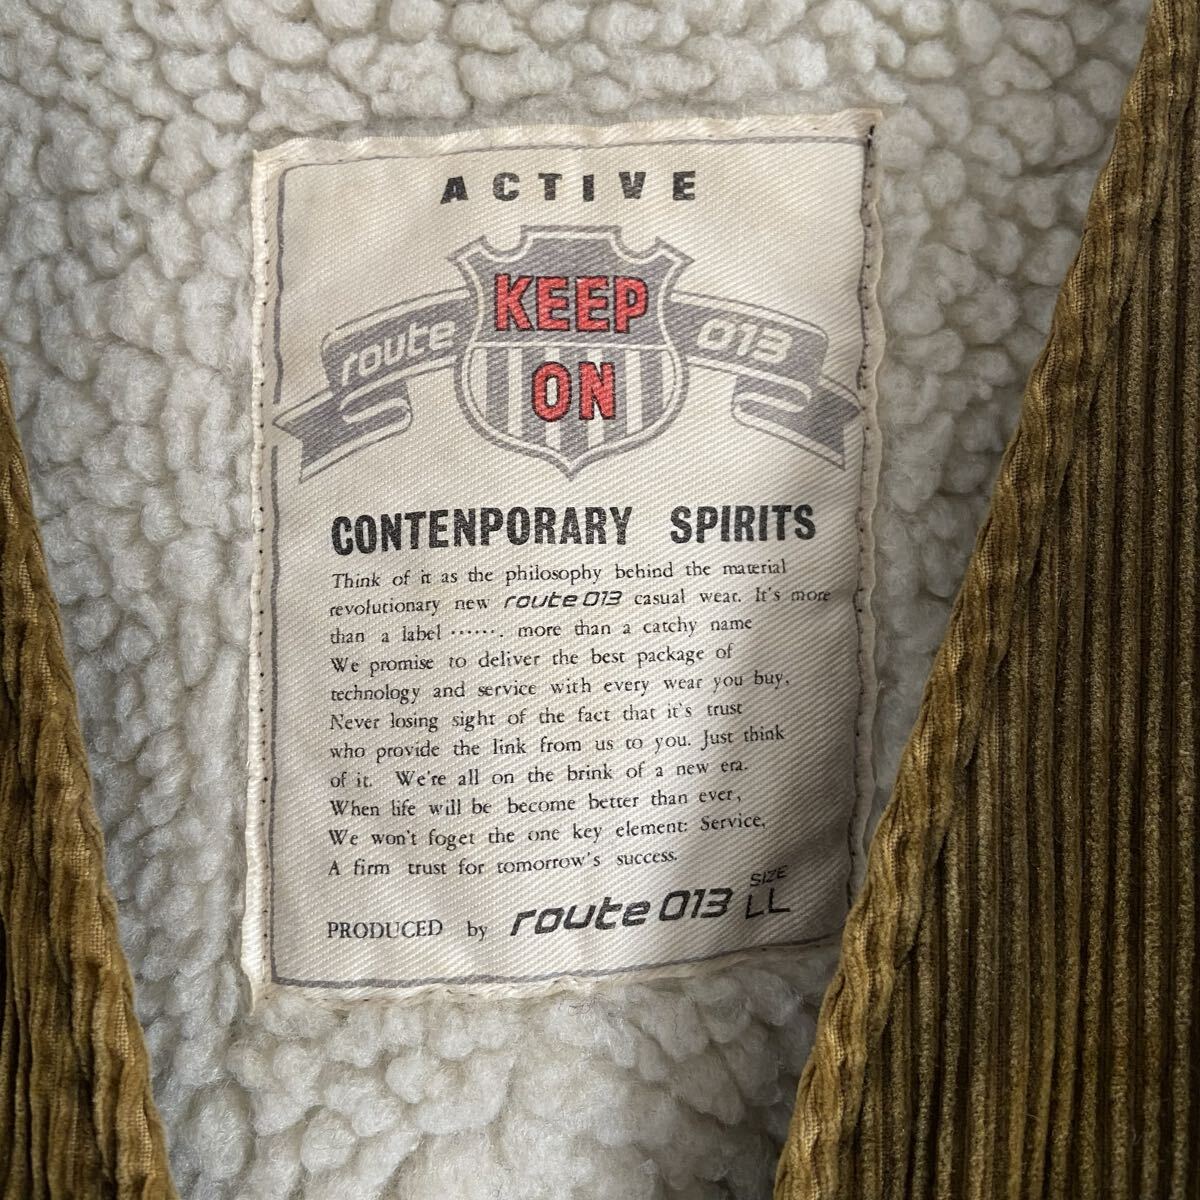 ACTIVE
KEEP
route 013
ON
CONTENPORARY SPIRITS
Think of it as the philosophy behind the material
revolutionary new route 013 casual wear. It's more
than a label ……. more than a catchy name
We promise to deliver the best package of
technology and service with every wear you buy.
Never losing sight of the fact that it's trust
who provide the link from us to you. Just think
of it. We're all on the brink of a new era.
When life will be become better than ever,
We won't foget the one key element: Service,
A firm trust for tomorrow's success.
SIZE
PRODUCED by route 013 LL